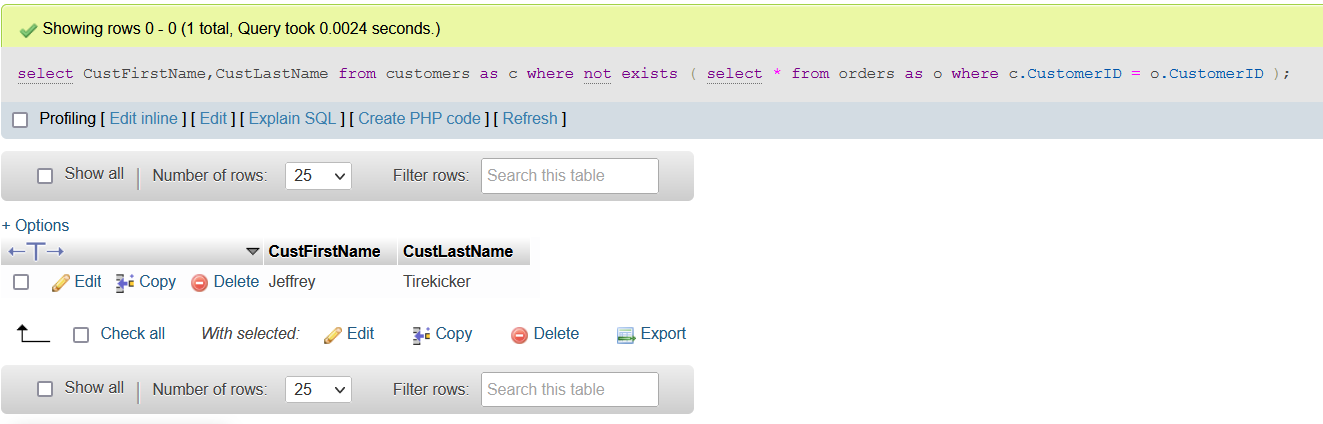 Showing rows 0 - 0 (1 total, Query took 0.0024 seconds.)
select CustFirstName,CustLastName from customers as c where not exists ( select * from orders as o where c.CustomerID = o.CustomerID );
Profiling [ Edit inline ] [ Edit ] [ Explain SQL ] [ Create PHP code ] [ Refresh ]
Show all | Number of rows: 25 Filter rows: Search this table
+ Options
←T→ CustFirstName CustLastName
Edit Copy Delete Jeffrey Tirekicker
Check all With selected: Edit Copy Delete Export
Show all | Number of rows: 25 Filter rows: Search this table